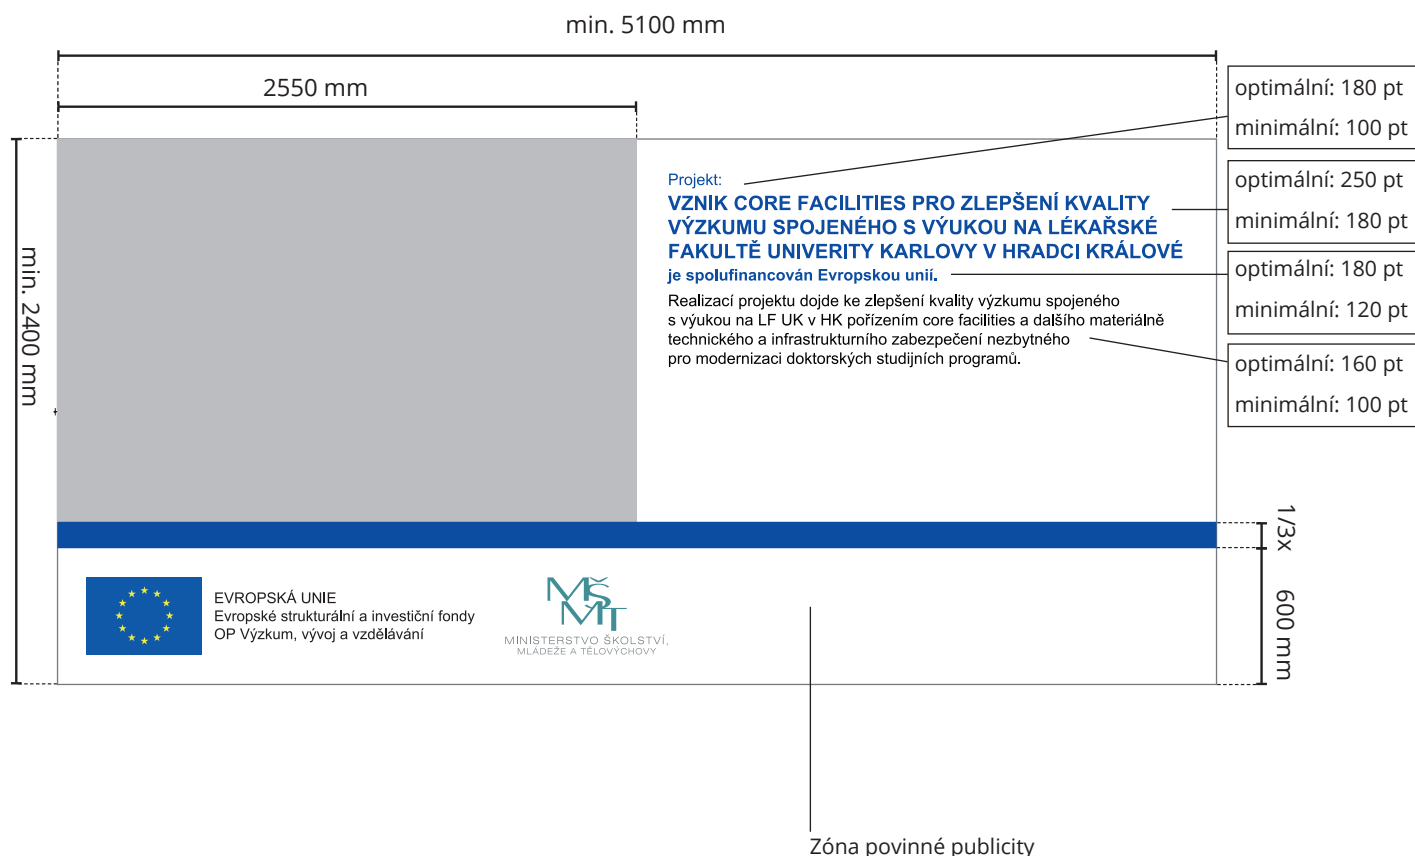 min. 5100 mm
2550 mm
min. 2400 mm
Projekt:
VZNIK CORE FACILITIES PRO ZLEPŠENÍ KVALITY
VÝZKUMU SPOJENÉHO S VÝUKOU NA LÉKAŘSKÉ
FAKULTĚ UNIVERITY KARLOVY V HRADCI KRÁLOVÉ
je spolufinancován Evropskou unií.
Realizací projektu dojde ke zlepšení kvality výzkumu spojeného
s výukou na LF UK v HK pořízením core facilities a dalšího materiálně
technického a infrastrukturního zabezpečení nezbytného
pro modernizaci doktorských studijních programů.
optimální: 180 pt
minimální: 100 pt
optimální: 250 pt
minimální: 180 pt
optimální: 180 pt
minimální: 120 pt
optimální: 160 pt
minimální: 100 pt
1/3x
600 mm
EVROPSKÁ UNIE
Evropské strukturální a investiční fondy
OP Výzkum, vývoj a vzdělávání
MŠ
MT
MINISTERSTVO ŠKOLSTVÍ,
MLÁDEŽE A TĚLOVÝCHOVY
Zóna povinné publicity